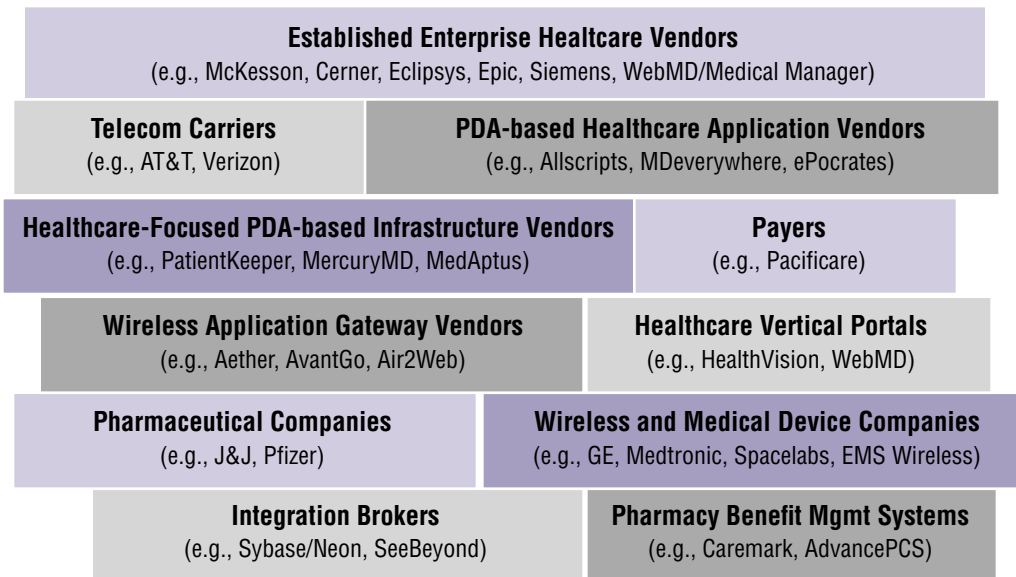 Established Enterprise Healtcare Vendors
(e.g., McKesson, Cerner, Eclipsys, Epic, Siemens, WebMD/Medical Manager)
Telecom Carriers
(e.g., AT&T, Verizon)
PDA-based Healthcare Application Vendors
(e.g., Allscripts, MDeverywhere, ePocrates)
Healthcare-Focused PDA-based Infrastructure Vendors
(e.g., PatientKeeper, MercuryMD, MedAptus)
Payers
(e.g., Pacificare)
Wireless Application Gateway Vendors
(e.g., Aether, AvantGo, Air2Web)
Healthcare Vertical Portals
(e.g., HealthVision, WebMD)
Pharmaceutical Companies
(e.g., J&J, Pfizer)
Wireless and Medical Device Companies
(e.g., GE, Medtronic, Spacelabs, EMS Wireless)
Integration Brokers
(e.g., Sybase/Neon, SeeBeyond)
Pharmacy Benefit Mgmt Systems
(e.g., Caremark, AdvancePCS)